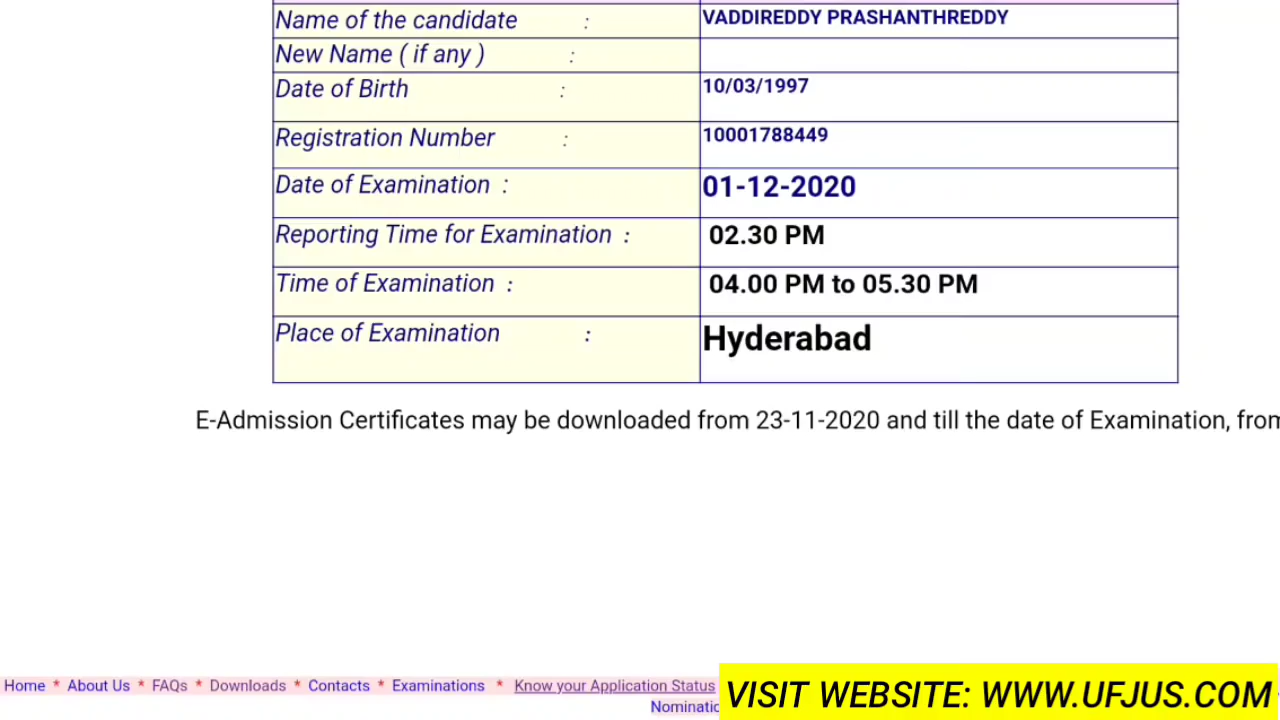 Name of the candidate : VADDIREDDY PRASHANTHREDDY
New Name ( if any ) :
Date of Birth : 10/03/1997
Registration Number : 10001788449
Date of Examination : 01-12-2020
Reporting Time for Examination : 02.30 PM
Time of Examination : 04.00 PM to 05.30 PM
Place of Examination : Hyderabad
E-Admission Certificates may be downloaded from 23-11-2020 and till the date of Examination, from
Home * About Us * FAQs * Downloads * Contacts * Examinations * Know your Application Status
Nominatio
VISIT WEBSITE: WWW.UFJUS.COM